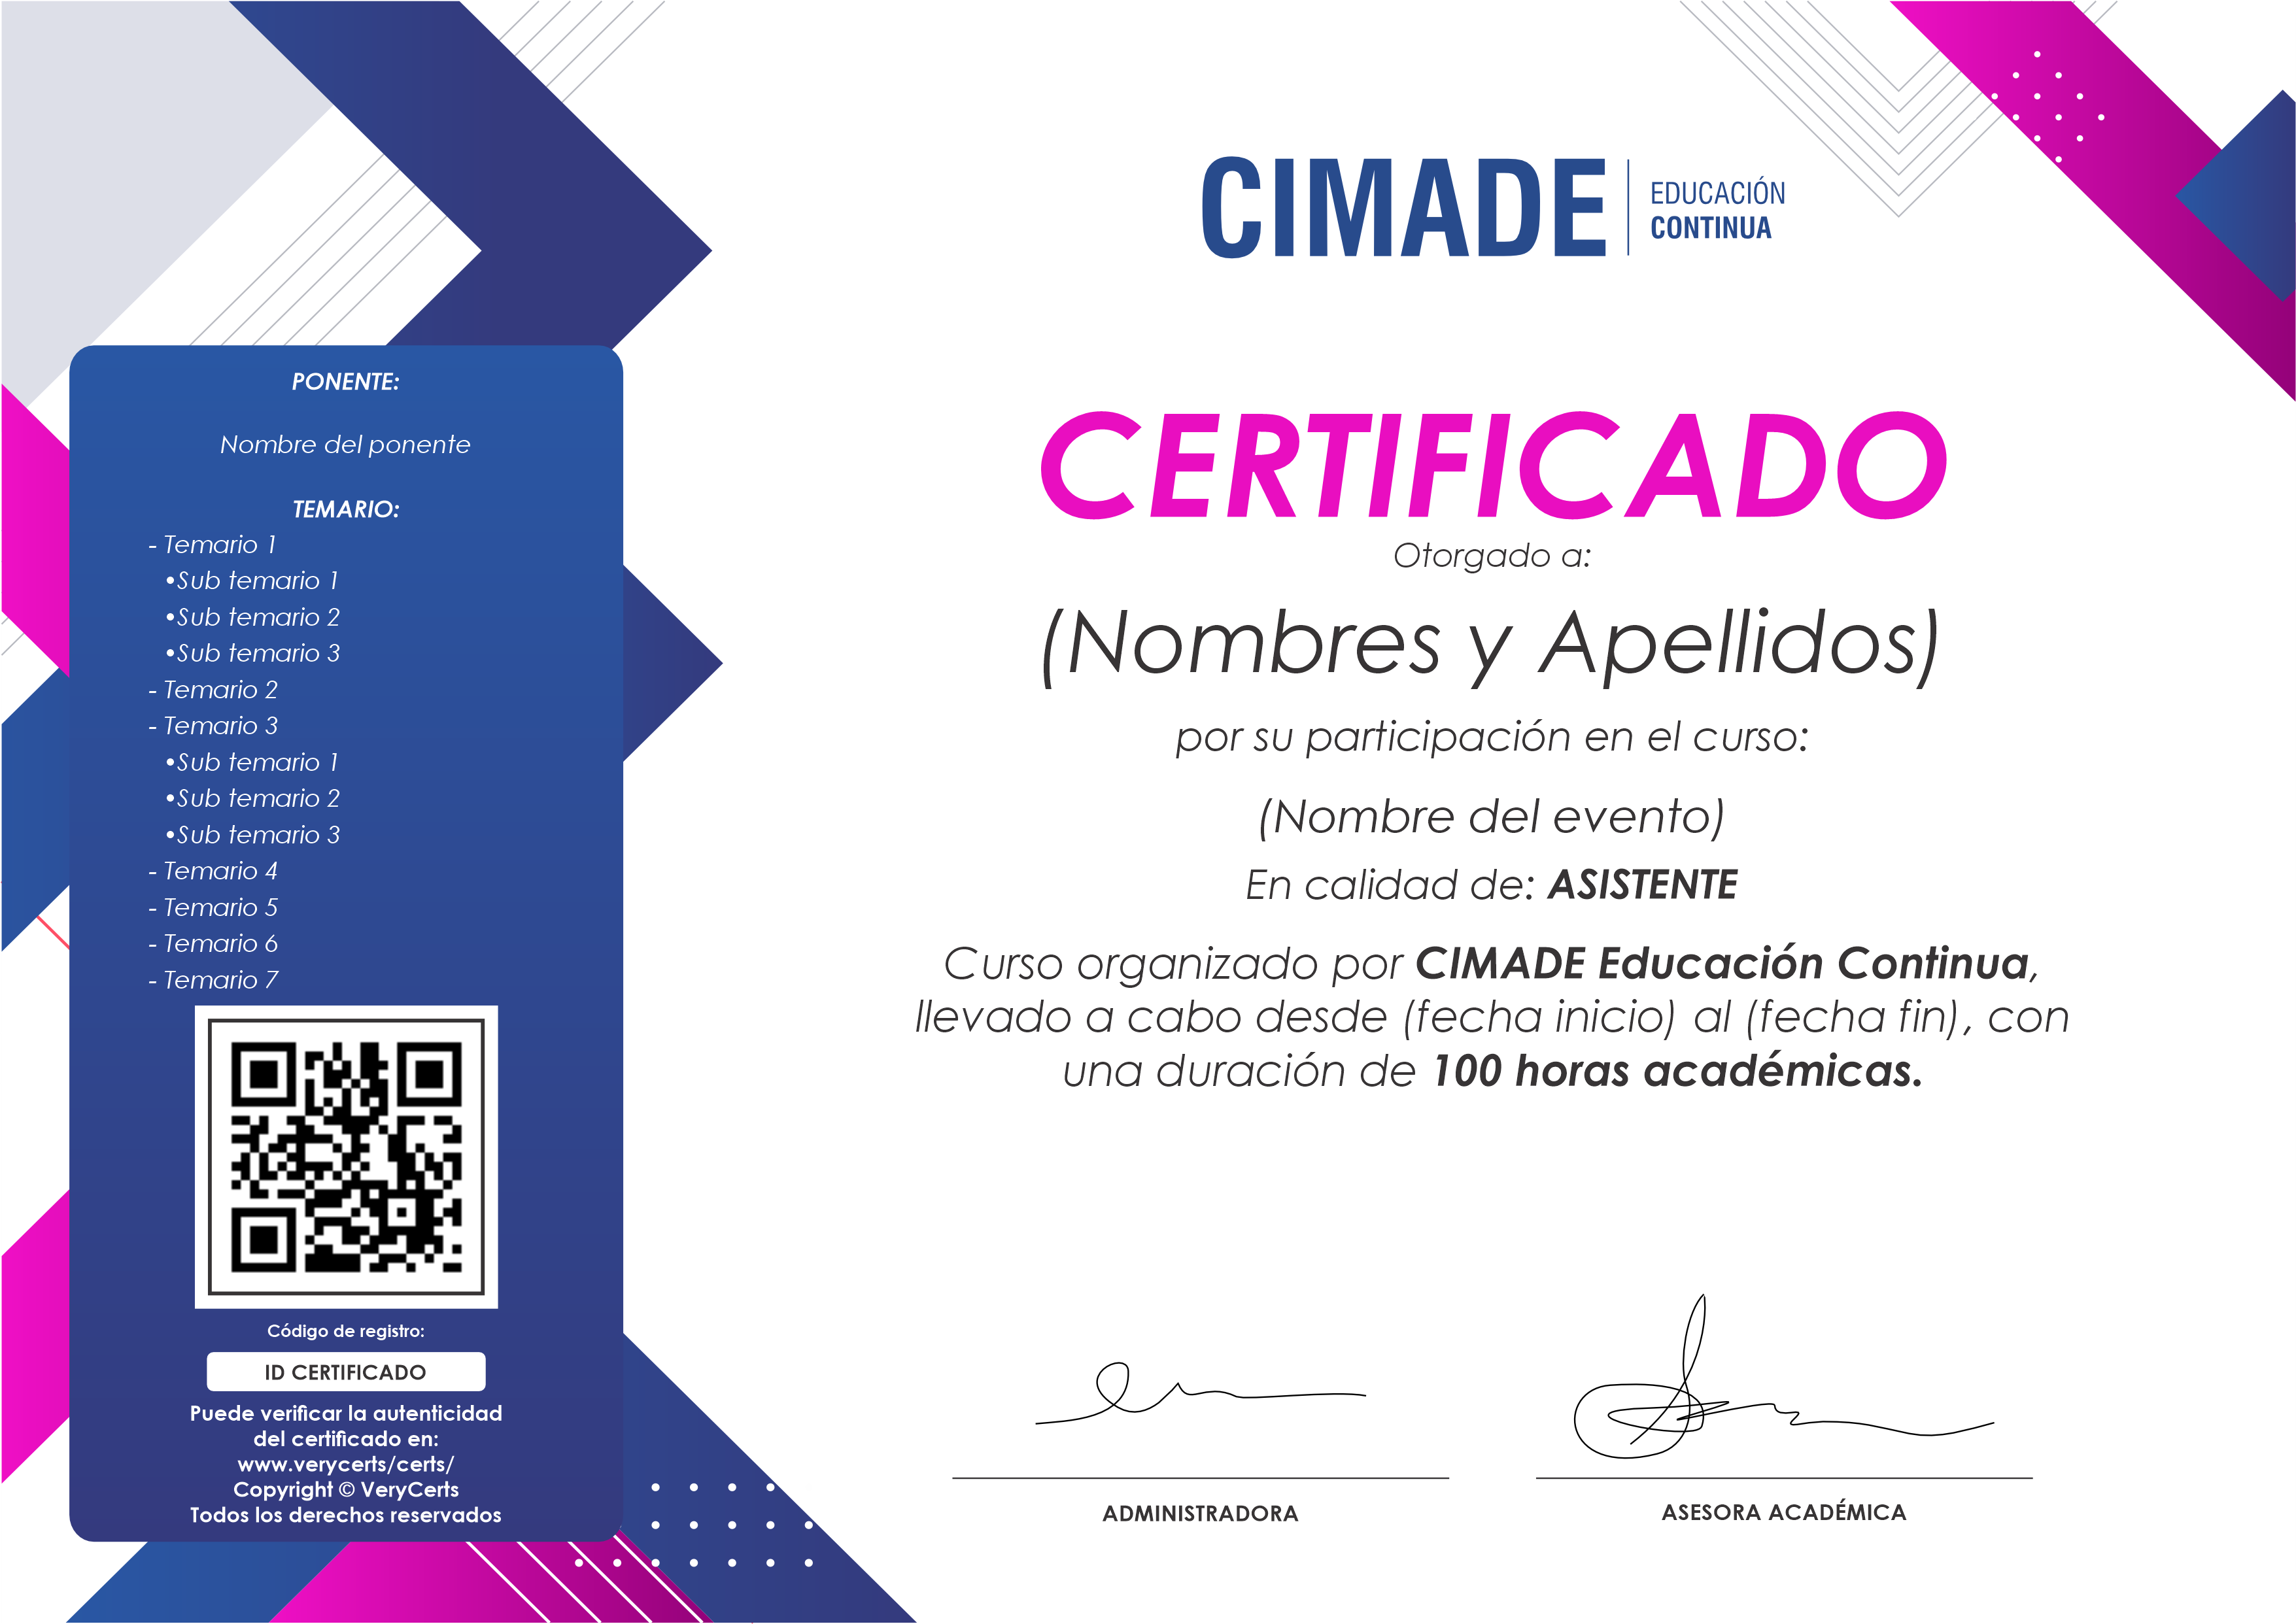 CIMADE
EDUCACIÓN
CONTINUA
PONENTE:
Nombre del ponente
TEMARIO:
- Temario 1
•Sub temario 1
•Sub temario 2
•Sub temario 3
- Temario 2
- Temario 3
•Sub temario 1
•Sub temario 2
•Sub temario 3
- Temario 4
- Temario 5
- Temario 6
- Temario 7
Código de registro:
ID CERTIFICADO
Puede verificar la autenticidad
del certificado en:
www.verycerts/certs/
Copyright © VeryCerts
Todos los derechos reservados
CERTIFICADO
Otorgado a:
(Nombres y Apellidos)
por su participación en el curso:
(Nombre del evento)
En calidad de: ASISTENTE
Curso organizado por CIMADE Educación Continua,
llevado a cabo desde (fecha inicio) al (fecha fin), con
una duración de 100 horas académicas.
ADMINISTRADORA
ASESORA ACADÉMICA